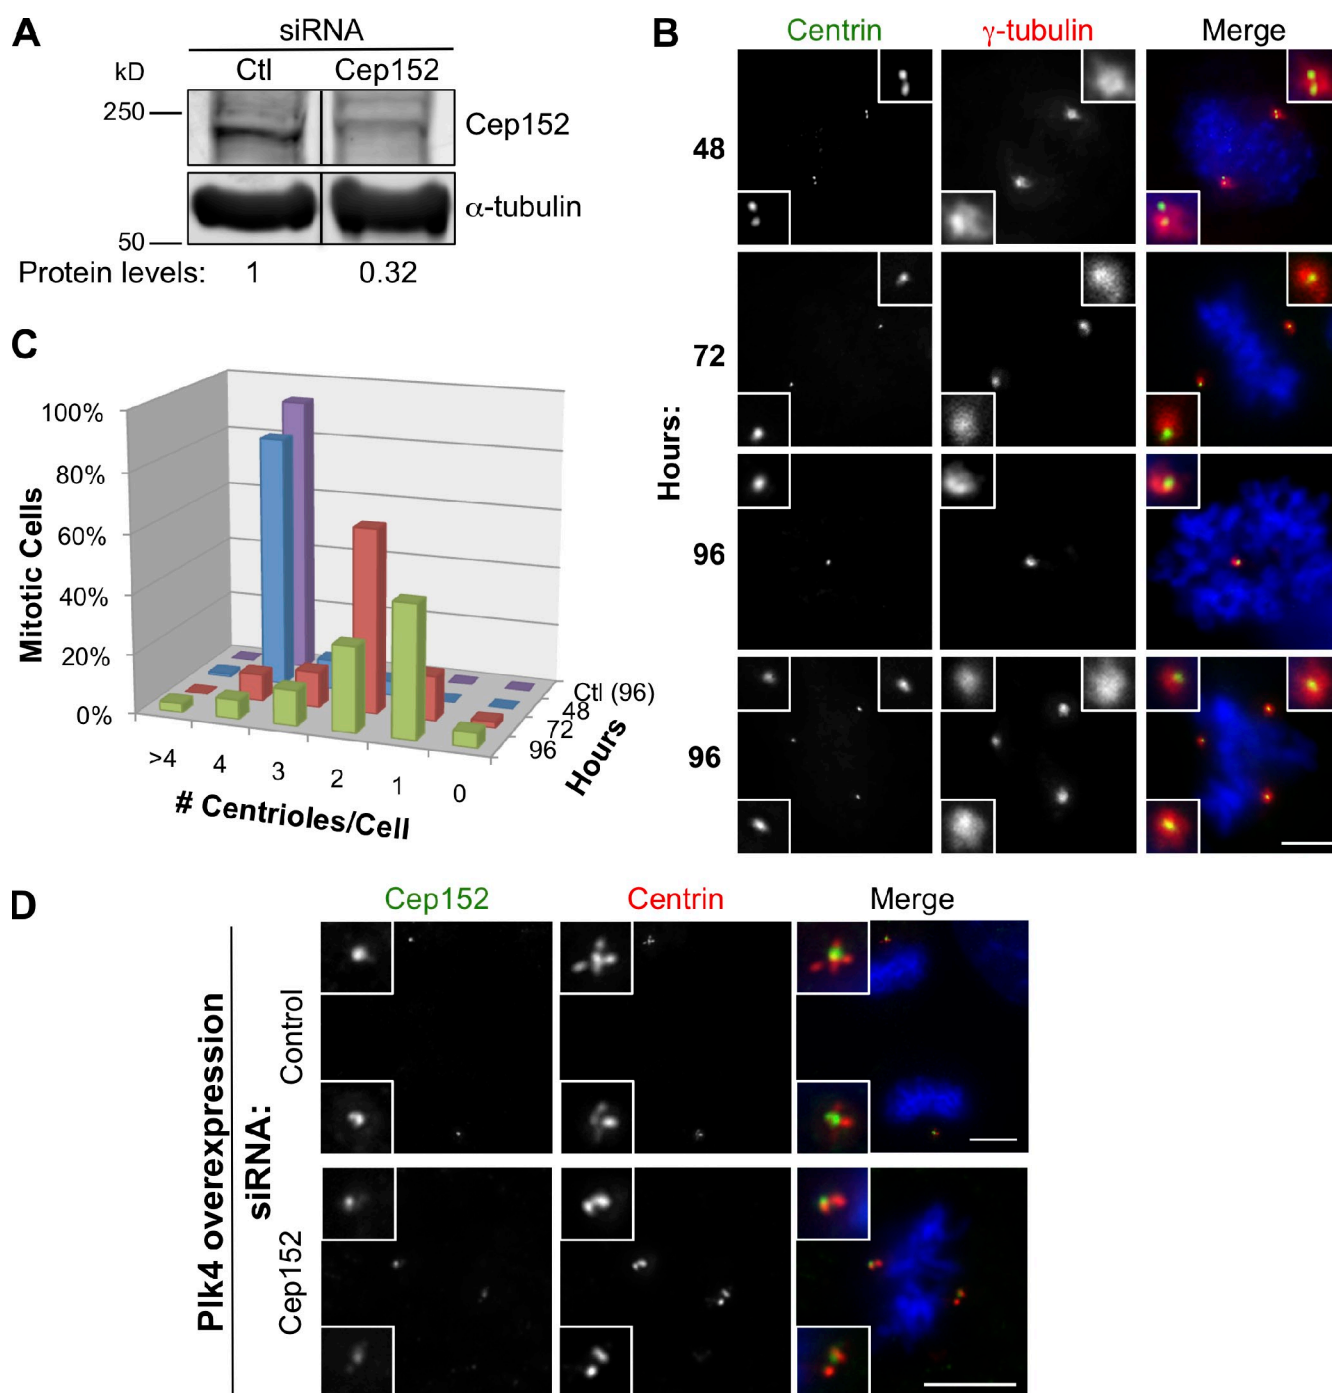 A
siRNA
kD
Ctl
Cep152
250
Cep152
α-tubulin
50
Protein levels:
1
0.32
B
Centrin
γ-tubulin
Merge
Hours:
48
72
96
96
C
Mitotic Cells
100%
80%
60%
40%
20%
0%
>4
4
3
2
1
0
# Centrioles/Cell
Ctl (96)
48
72
96
Hours
D
Cep152
Centrin
Merge
Plk4 overexpression
siRNA:
Control
Cep152